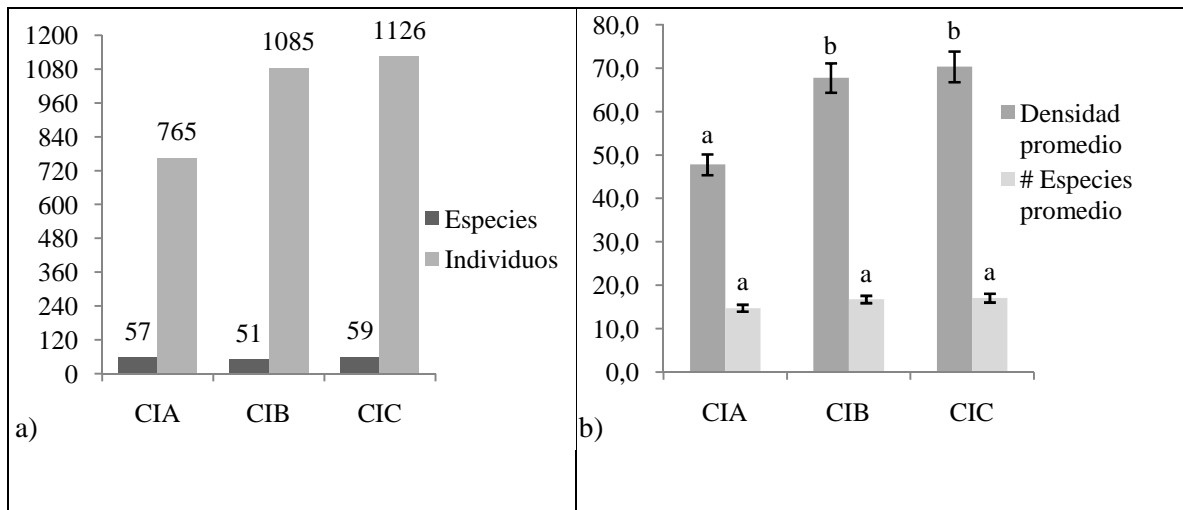 1200
1080
960
840
720
600
480
360
240
120
0
57
765
51
1085
59
1126
CIA
CIB
CIC
Especies
Individuos
a)
80,0
70,0
60,0
50,0
40,0
30,0
20,0
10,0
0,0
a
a
b
a
b
a
CIA
CIB
CIC
Densidad
promedio
# Especies
promedio
b)